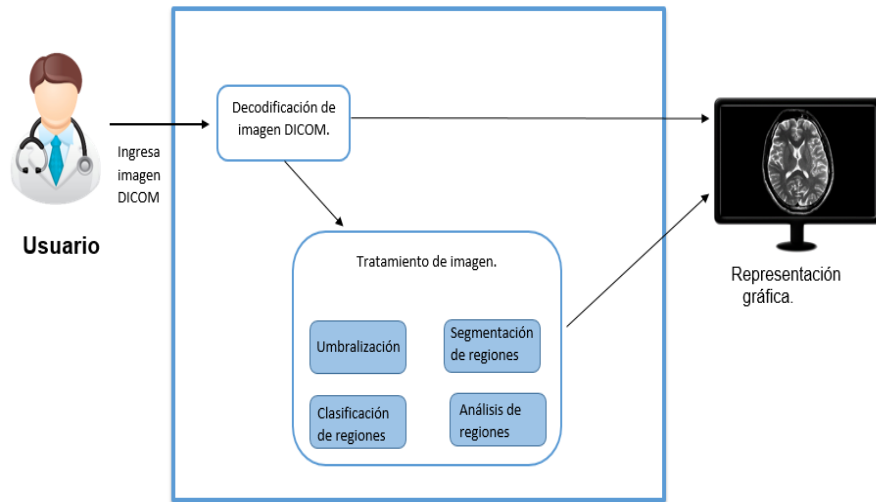 Usuario
Ingresa
imagen
DICOM
Decodificación de
imagen DICOM.
Tratamiento de imagen.
Umbralización
Segmentación
de regiones
Clasificación
de regiones
Análisis de
regiones
Representación
gráfica.